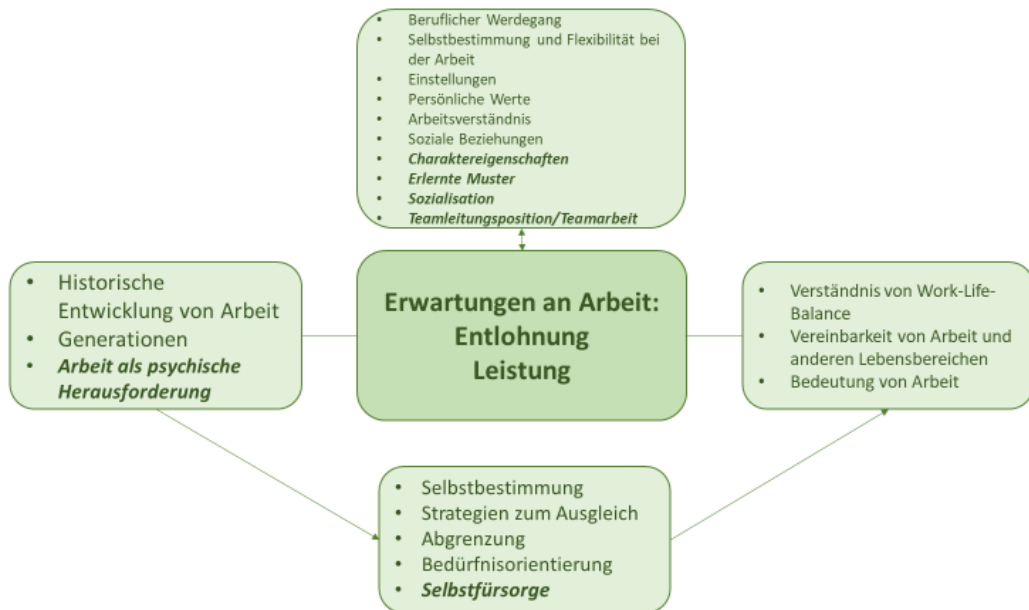 • Beruflicher Werdegang
• Selbstbestimmung und Flexibilität bei
der Arbeit
• Einstellungen
• Persönliche Werte
• Arbeitsverständnis
• Soziale Beziehungen
• Charaktereigenschaften
• Erlernte Muster
• Sozialisation
• Teamleitungsposition/Teamarbeit
• Historische
Entwicklung von Arbeit
• Generationen
• Arbeit als psychische
Herausforderung
Erwartungen an Arbeit:
Entlohnung
Leistung
• Verständnis von Work-Life-
Balance
• Vereinbarkeit von Arbeit und
anderen Lebensbereichen
• Bedeutung von Arbeit
• Selbstbestimmung
• Strategien zum Ausgleich
• Abgrenzung
• Bedürfnisorientierung
• Selbstfürsorge